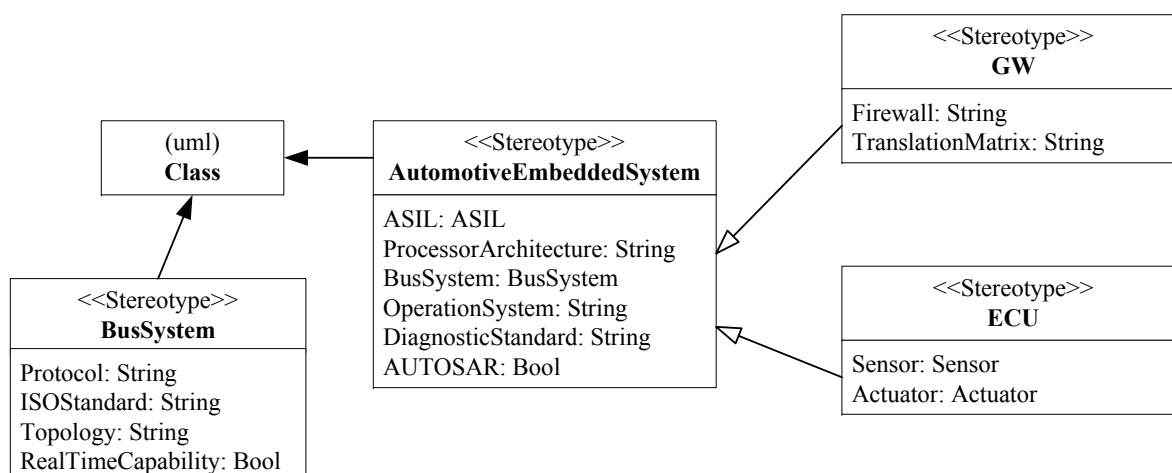 <<Stereotype>>
GW
Firewall: String
TranslationMatrix: String
(uml)
Class
<<Stereotype>>
AutomotiveEmbeddedSystem
ASIL: ASIL
ProcessorArchitecture: String
BusSystem: BusSystem
OperationSystem: String
DiagnosticStandard: String
AUTOSAR: Bool
<<Stereotype>>
BusSystem
Protocol: String
ISOStandard: String
Topology: String
RealTimeCapability: Bool
<<Stereotype>>
ECU
Sensor: Sensor
Actuator: Actuator